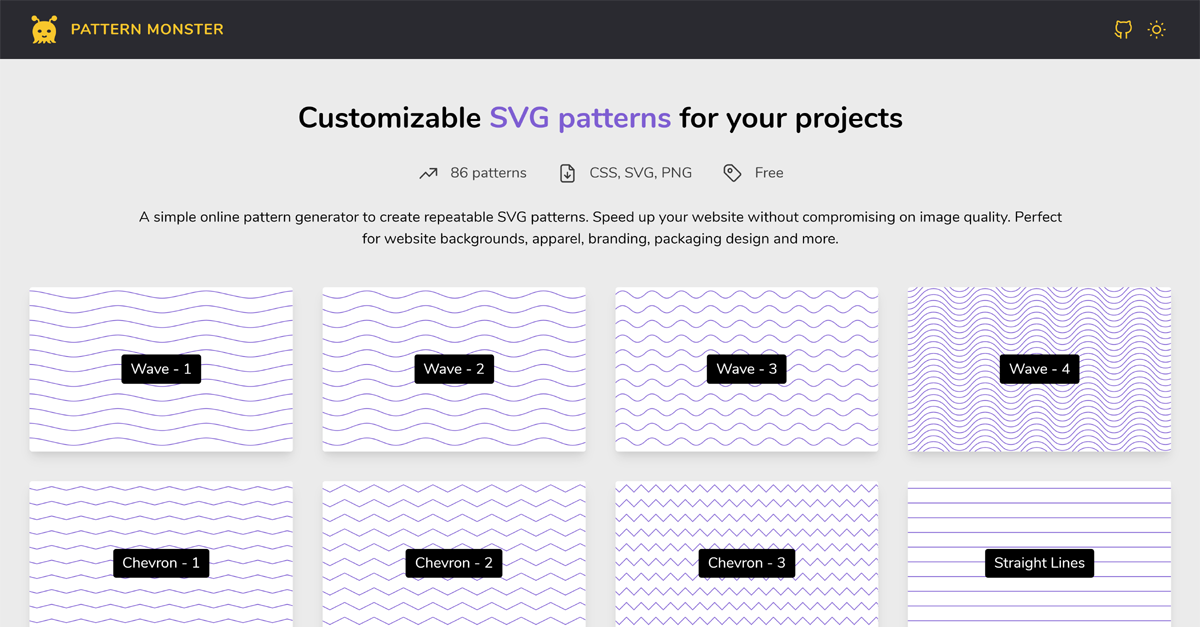 PATTERN MONSTER
Customizable SVG patterns for your projects
86 patterns CSS, SVG, PNG Free
A simple online pattern generator to create repeatable SVG patterns. Speed up your website without compromising on image quality. Perfect
for website backgrounds, apparel, branding, packaging design and more.
Wave - 1 Wave - 2 Wave - 3 Wave - 4
Chevron - 1 Chevron - 2 Chevron - 3 Straight Lines